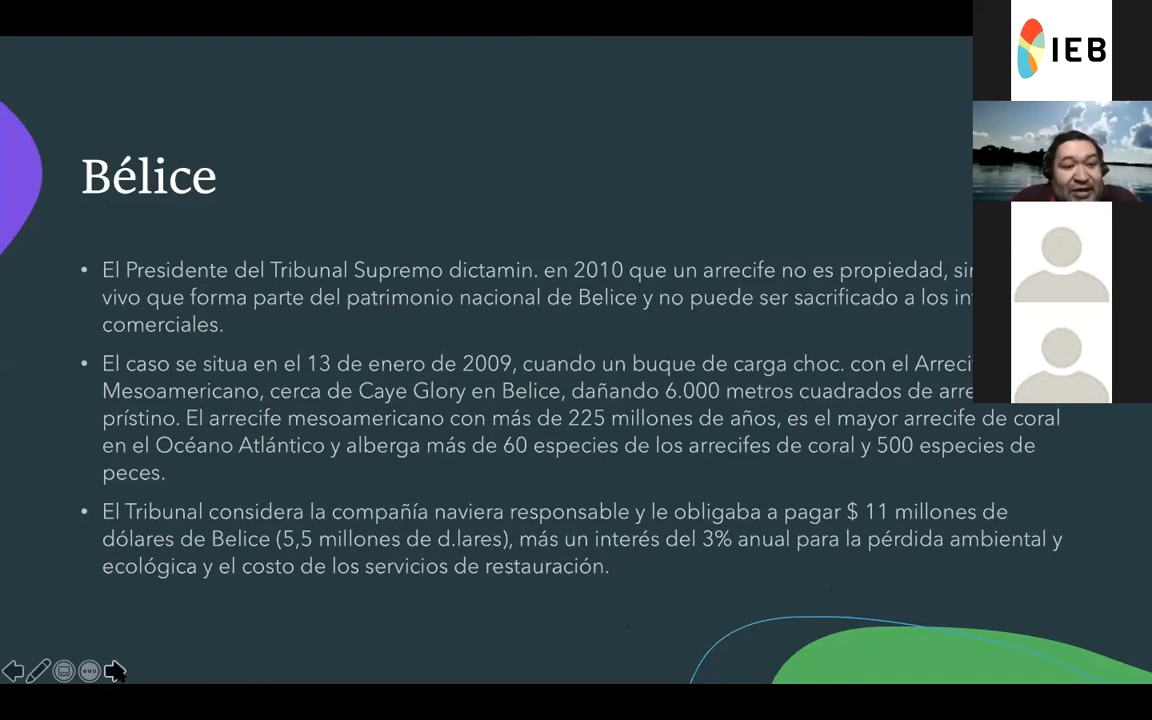 IEB
Bélice
• El Presidente del Tribunal Supremo dictamin. en 2010 que un arrecife no es propiedad,
vivo que forma parte del patrimonio nacional de Belice y no puede ser sacrificado a los
comerciales.
• El caso se situa en el 13 de enero de 2009, cuando un buque de carga choc. con el
Mesoamericano, cerca de Caye Glory en Belice, dañando 6.000 metros cuadrados de
prístino. El arrecife mesoamericano con más de 225 millones de años, es el mayor arrecife de coral
en el Océano Atlántico y alberga más de 60 especies de los arrecifes de coral y 500 especies de
peces.
• El Tribunal considera la compañía naviera responsable y le obligaba a pagar $ 11 millones de
dólares de Belice (5,5 millones de d.lares), más un interés del 3% anual para la pérdida ambiental y
ecológica y el costo de los servicios de restauración.